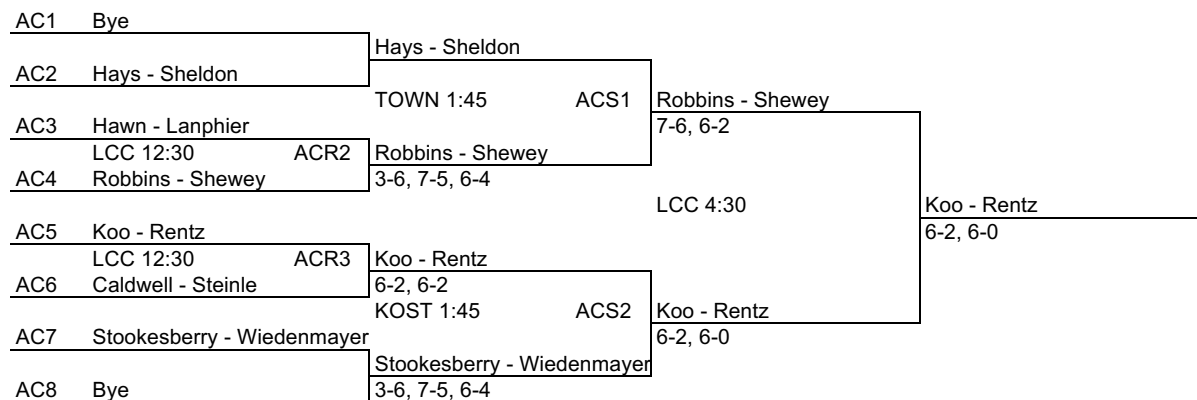 AC1 Bye
Hays - Sheldon
AC2 Hays - Sheldon
TOWN 1:45 ACS1 Robbins - Shewey
AC3 Hawn - Lanphier 7-6, 6-2
LCC 12:30 ACR2 Robbins - Shewey
AC4 Robbins - Shewey 3-6, 7-5, 6-4
LCC 4:30 Koo - Rentz
AC5 Koo - Rentz 6-2, 6-0
LCC 12:30 ACR3 Koo - Rentz
AC6 Caldwell - Steinle 6-2, 6-2
KOST 1:45 ACS2 Koo - Rentz
AC7 Stookesberry - Wiedenmayer 6-2, 6-0
Stookesberry - Wiedenmayer
AC8 Bye 3-6, 7-5, 6-4